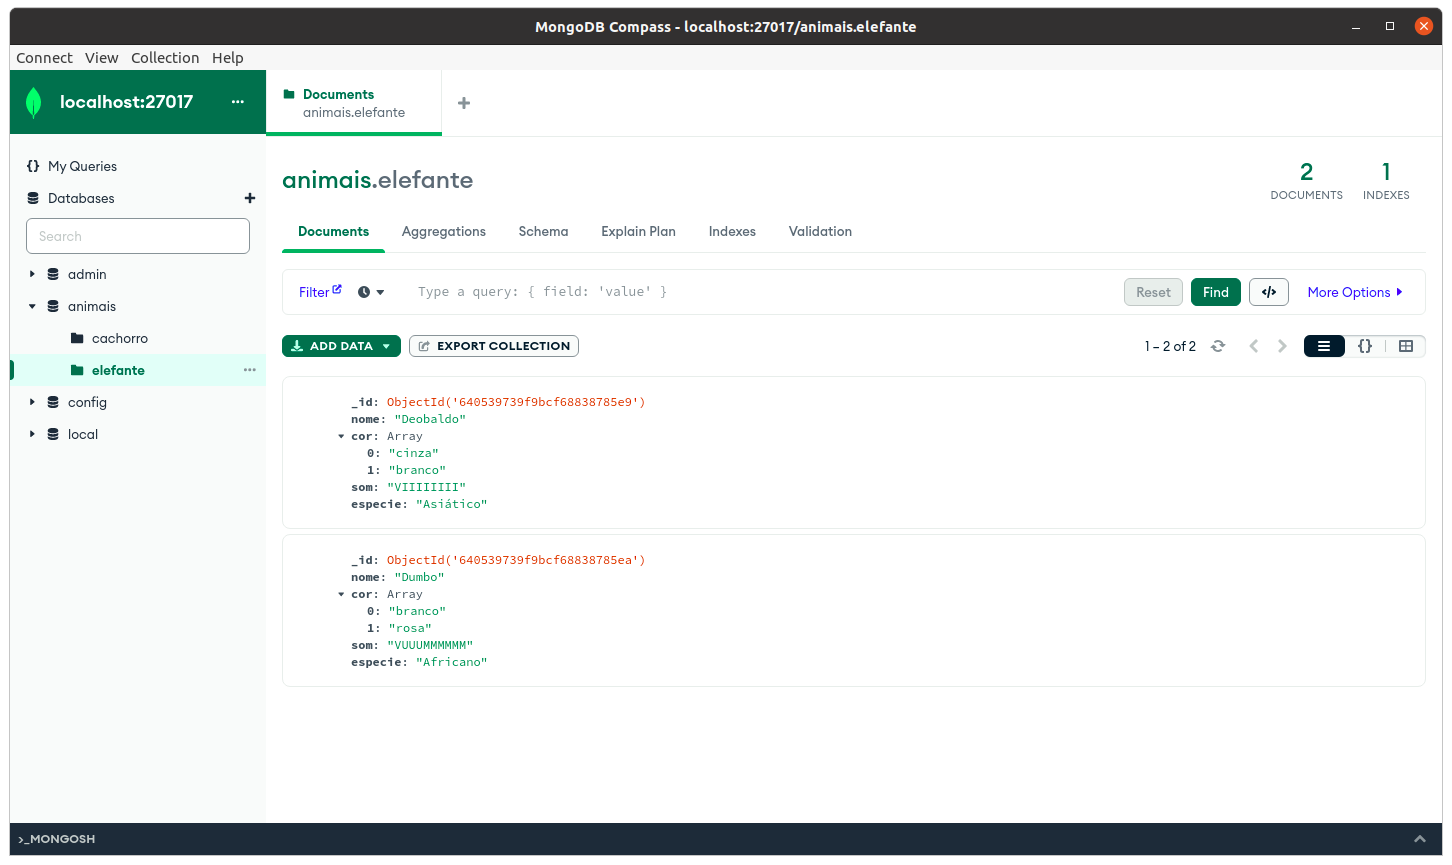 MongoDB Compass - localhost:27017/animais.elefante
Connect View Collection Help
localhost:27017 ...
Documents
animais.elefante
+
{} My Queries
Databases +
Search
admin
animais
cachorro
elefante ...
config
local
animais.elefante
2
DOCUMENTS
1
INDEXES
Documents Aggregations Schema Explain Plan Indexes Validation
Filter Type a query: { field: 'value' } Reset Find </> More Options
ADD DATA EXPORT COLLECTION 1 – 2 of 2 {}
_id: ObjectId('640539739f9bcf68838785e9')
nome: "Deobaldo"
cor: Array
0: "cinza"
1: "branco"
som: "VIIIIIIII"
especie: "Asiático"
_id: ObjectId('640539739f9bcf68838785ea')
nome: "Dumbo"
cor: Array
0: "branco"
1: "rosa"
som: "VUUUMMMMMM"
especie: "Africano"
>_MONGOSH